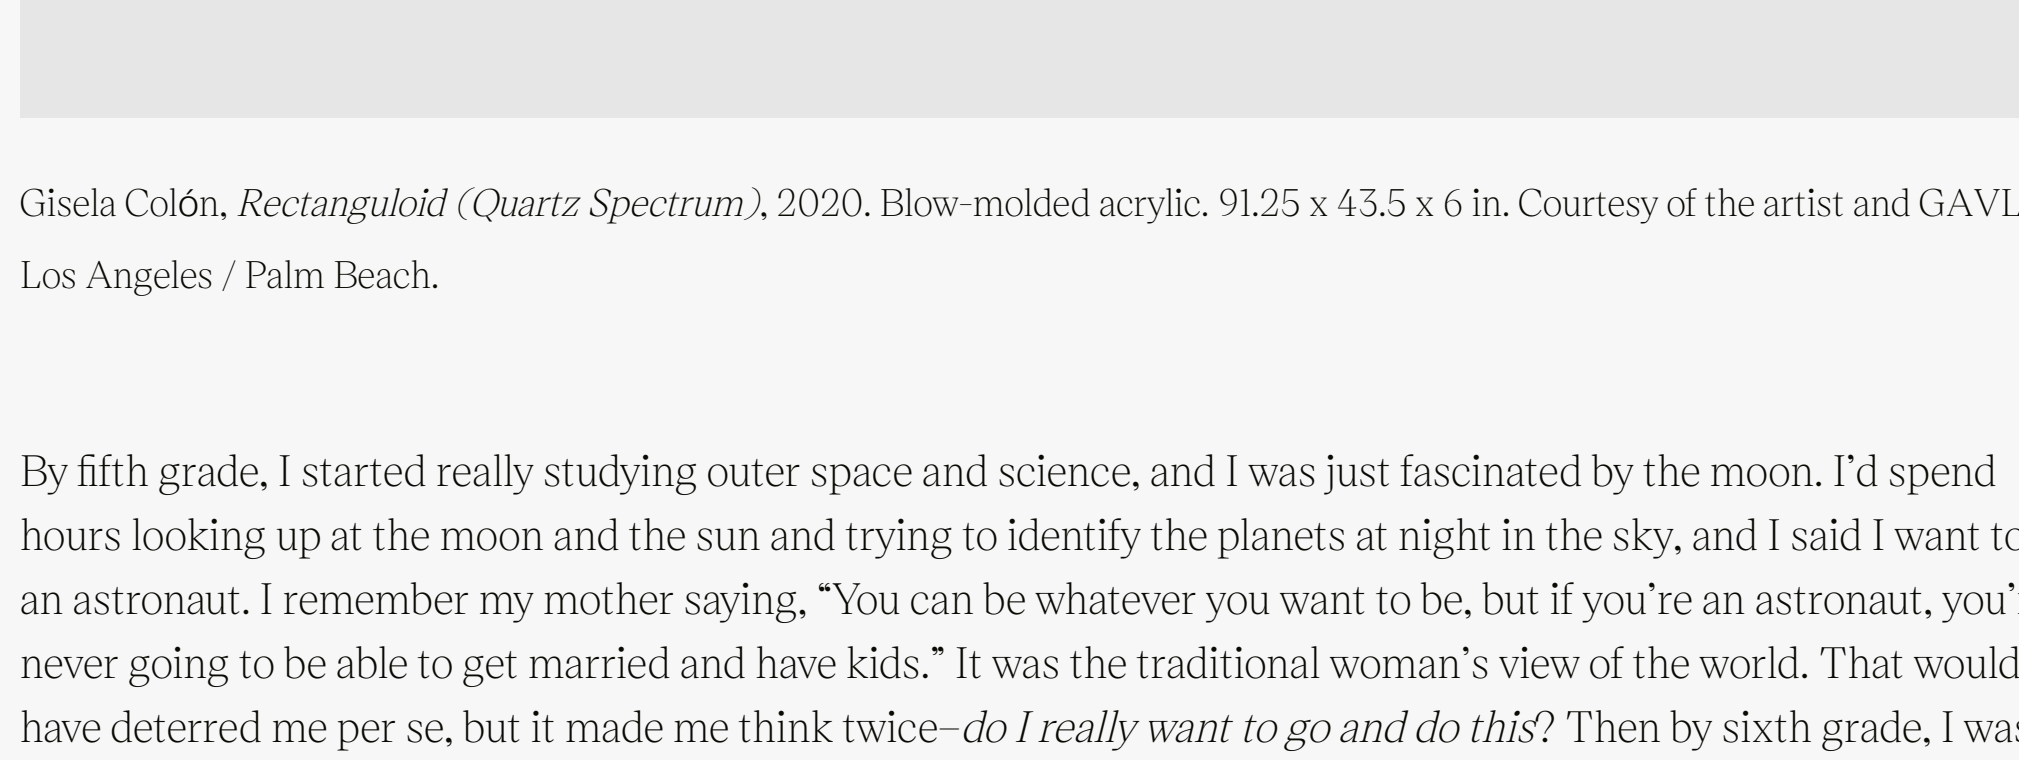 Gisela Colón, Rectanguloid (Quartz Spectrum), 2020. Blow-molded acrylic. 91.25 x 43.5 x 6 in. Courtesy of the artist and GAVL
Los Angeles / Palm Beach.
By fifth grade, I started really studying outer space and science, and I was just fascinated by the moon. I’d spend
hours looking up at the moon and the sun and trying to identify the planets at night in the sky, and I said I want to
an astronaut. I remember my mother saying, “You can be whatever you want to be, but if you’re an astronaut, 
never going to be able to get married and have kids.” It was the traditional woman’s view of the world. That would
have deterred me per se, but it made me think twice–do I really want to go and do this? Then by sixth grade, I was